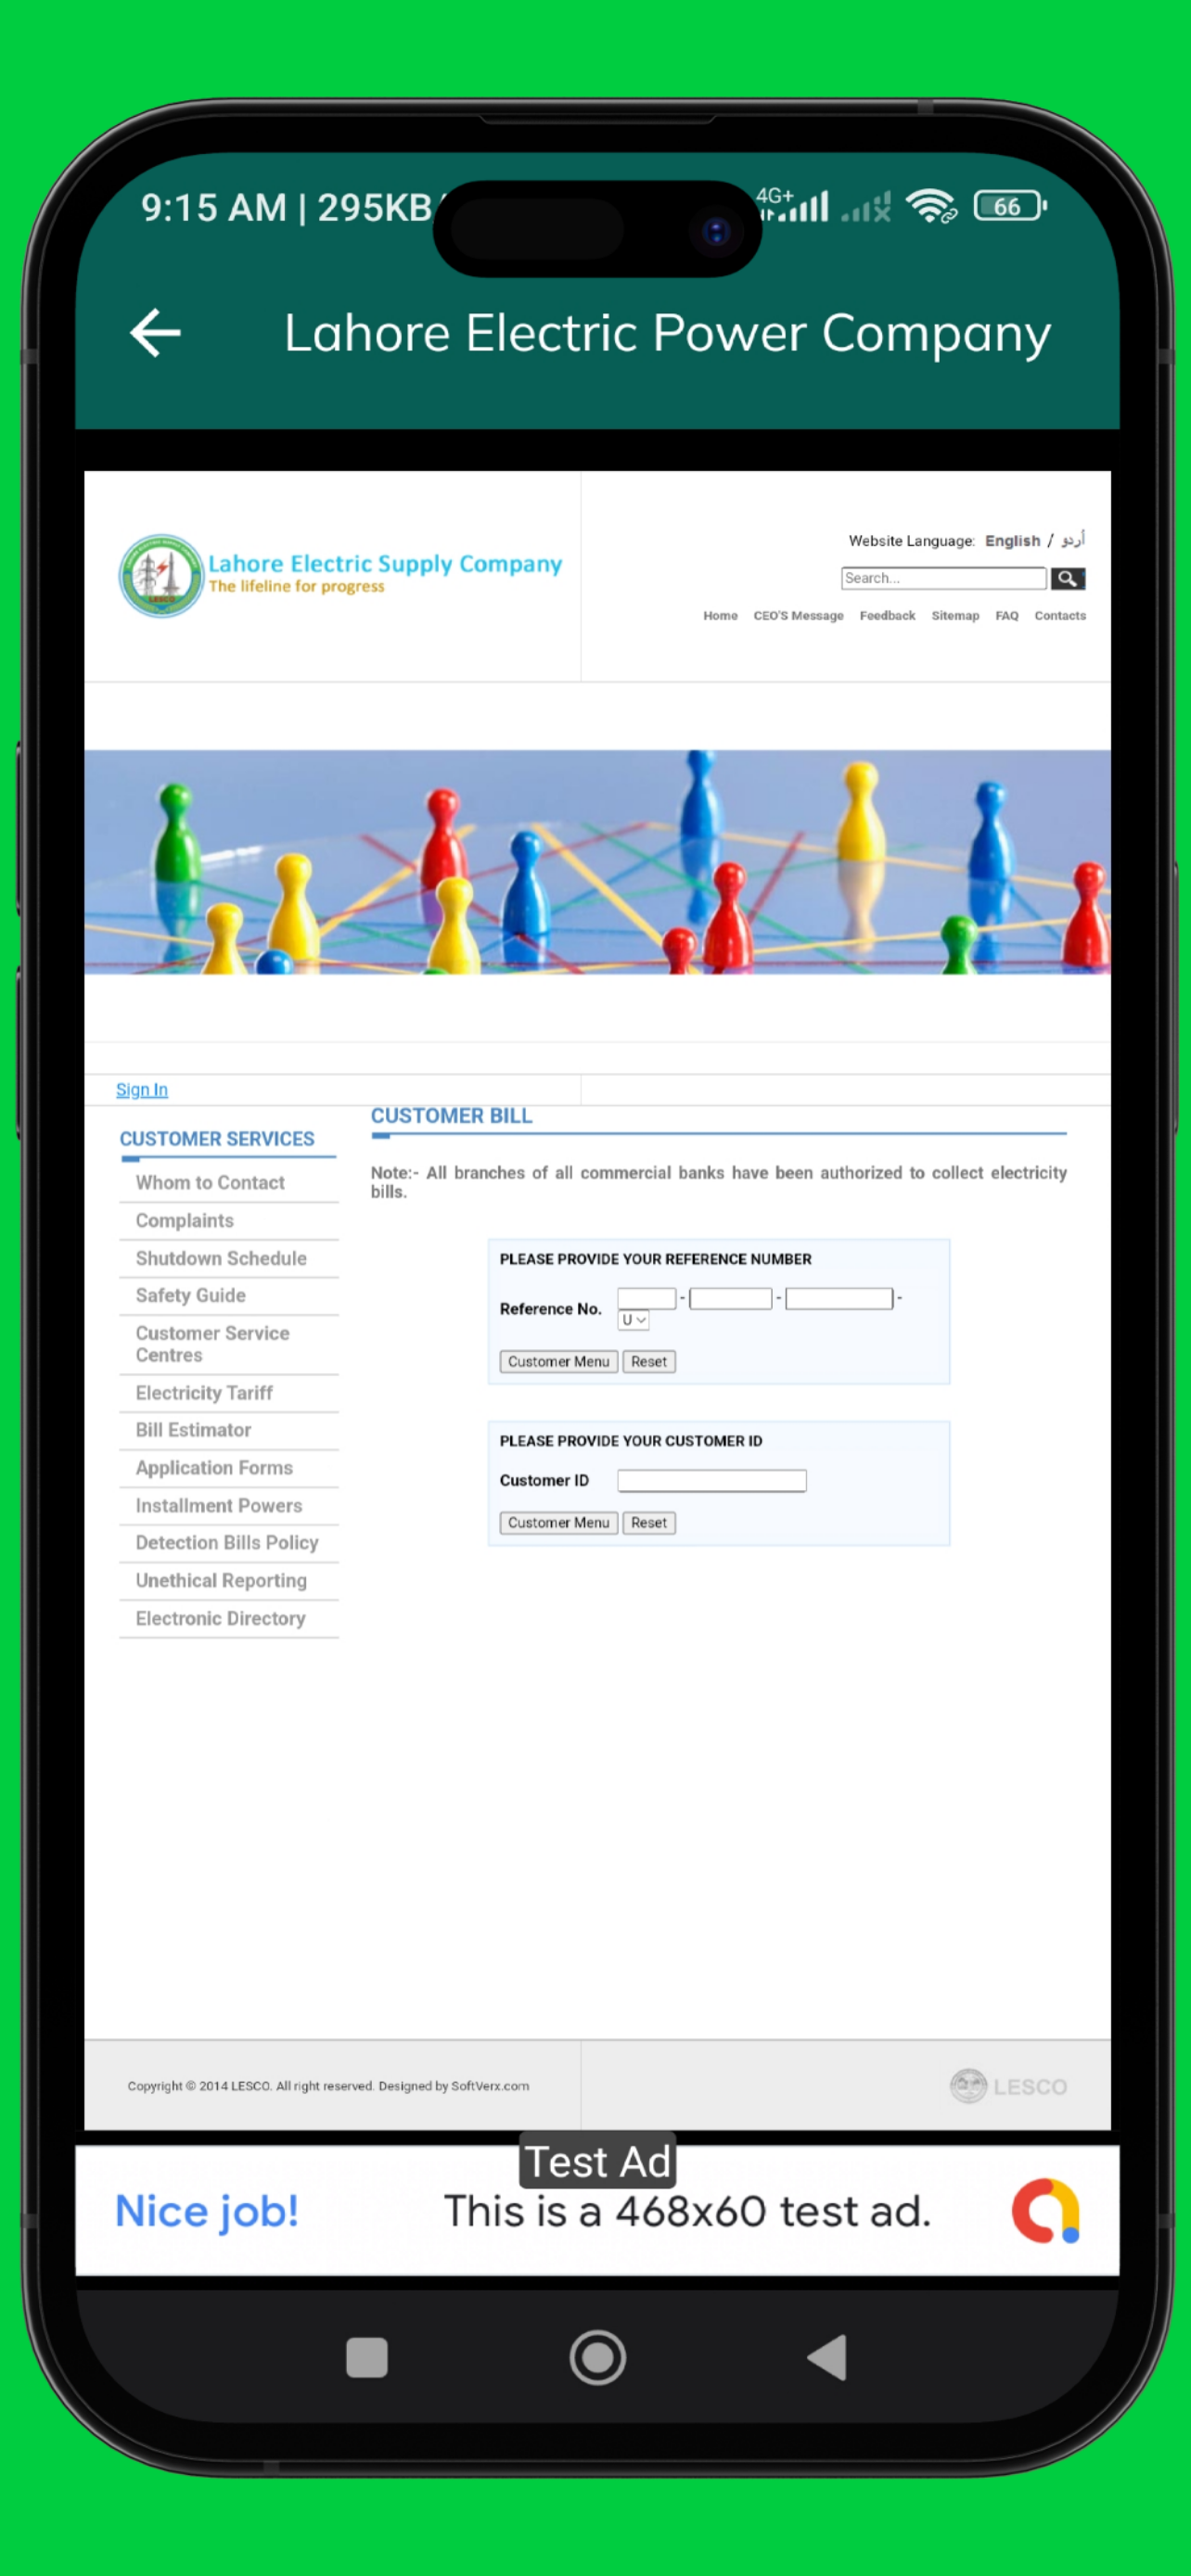 9:15 AM | 295KB/
4G+
66
Lahore Electric Power Company
Lahore Electric Supply Company
The lifeline for progress
LESCO
Website Language: English / أردو
Search...
Home CEO'S Message Feedback Sitemap FAQ Contacts
Sign In
CUSTOMER SERVICES
Whom to Contact
Complaints
Shutdown Schedule
Safety Guide
Customer Service
Centres
Electricity Tariff
Bill Estimator
Application Forms
Installment Powers
Detection Bills Policy
Unethical Reporting
Electronic Directory
CUSTOMER BILL
Note:- All branches of all commercial banks have been authorized to collect electricity
bills.
PLEASE PROVIDE YOUR REFERENCE NUMBER
Reference No. - - -
U
Customer Menu Reset
PLEASE PROVIDE YOUR CUSTOMER ID
Customer ID
Customer Menu Reset
Copyright © 2014 LESCO. All right reserved. Designed by SoftVerx.com
LESCO
Test Ad
Nice job! This is a 468x60 test ad.